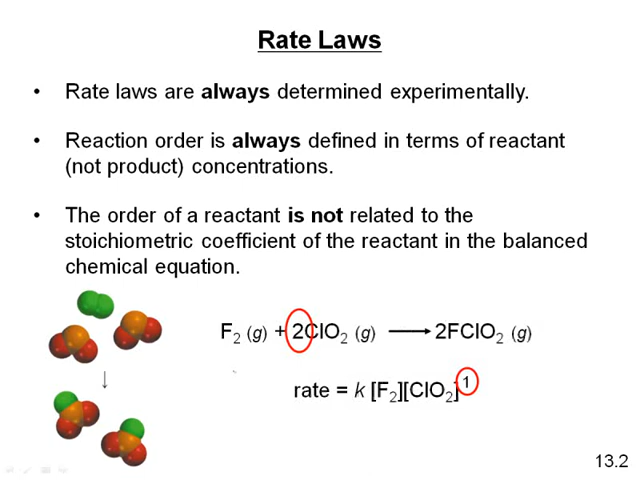 Rate Laws
• Rate laws are always determined experimentally.
• Reaction order is always defined in terms of reactant
(not product) concentrations.
• The order of a reactant is not related to the
stoichiometric coefficient of the reactant in the balanced
chemical equation.
F₂ (g) + 2ClO₂ (g) ⟶ 2FClO₂ (g)
rate = k [F₂][ClO₂]¹
13.2